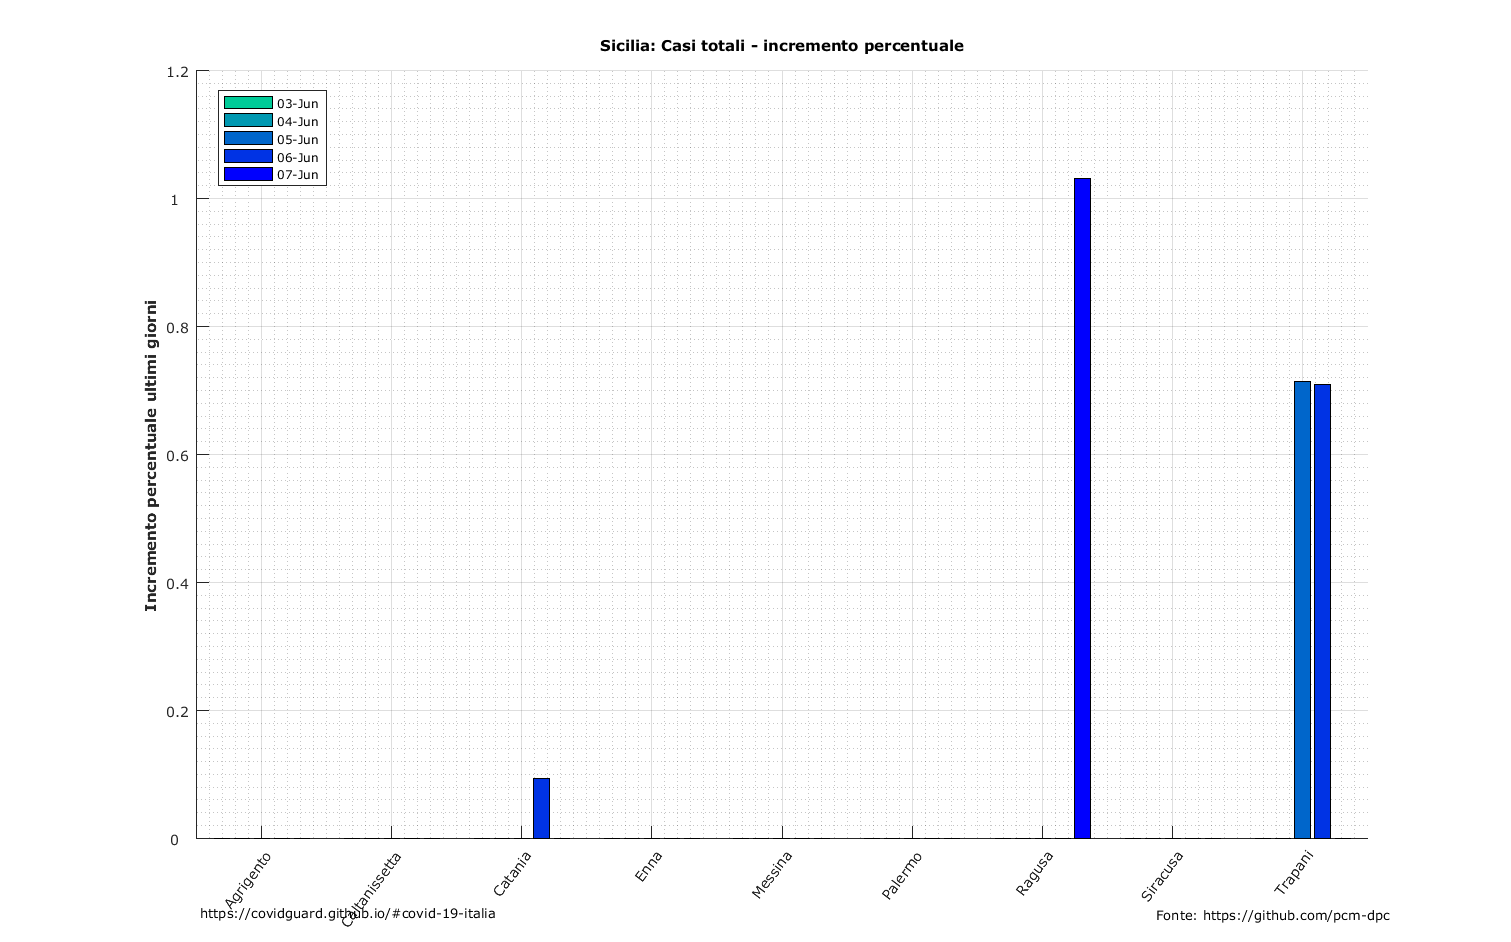 Sicilia: Casi totali - incremento percentuale
1.2
1
0.8
0.6
0.4
0.2
0
Incremento percentuale ultimi giorni
03-Jun
04-Jun
05-Jun
06-Jun
07-Jun
Agrigento
Caltanissetta
Catania
Enna
Messina
Palermo
Ragusa
Siracusa
Trapani
https://covidguard.github.io/#covid-19-italia
Fonte: https://github.com/pcm-dpc